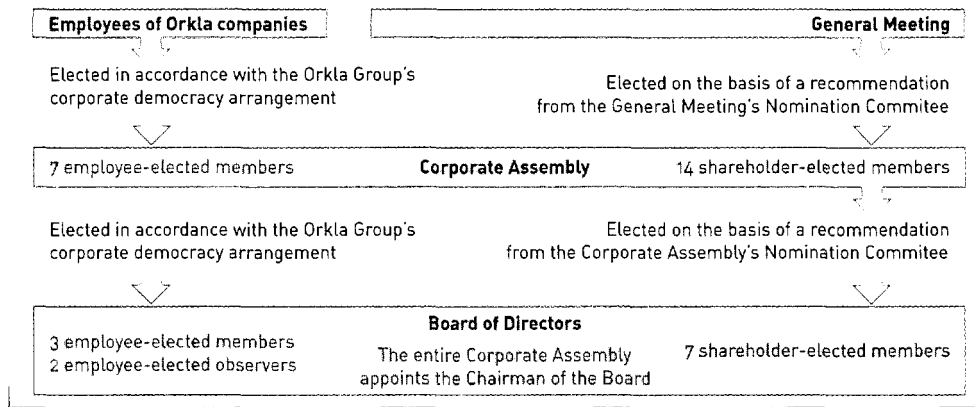 Employees of Orkla companies
General Meeting
Elected in accordance with the Orkla Group's
corporate democracy arrangement
Elected on the basis of a recommendation
from the General Meeting's Nomination Commitee
7 employee-elected members
Corporate Assembly
14 shareholder-elected members
Elected in accordance with the Orkla Group's
corporate democracy arrangement
Elected on the basis of a recommendation
from the Corporate Assembly's Nomination Commitee
Board of Directors
3 employee-elected members
2 employee-elected observers
The entire Corporate Assembly
appoints the Chairman of the Board
7 shareholder-elected members